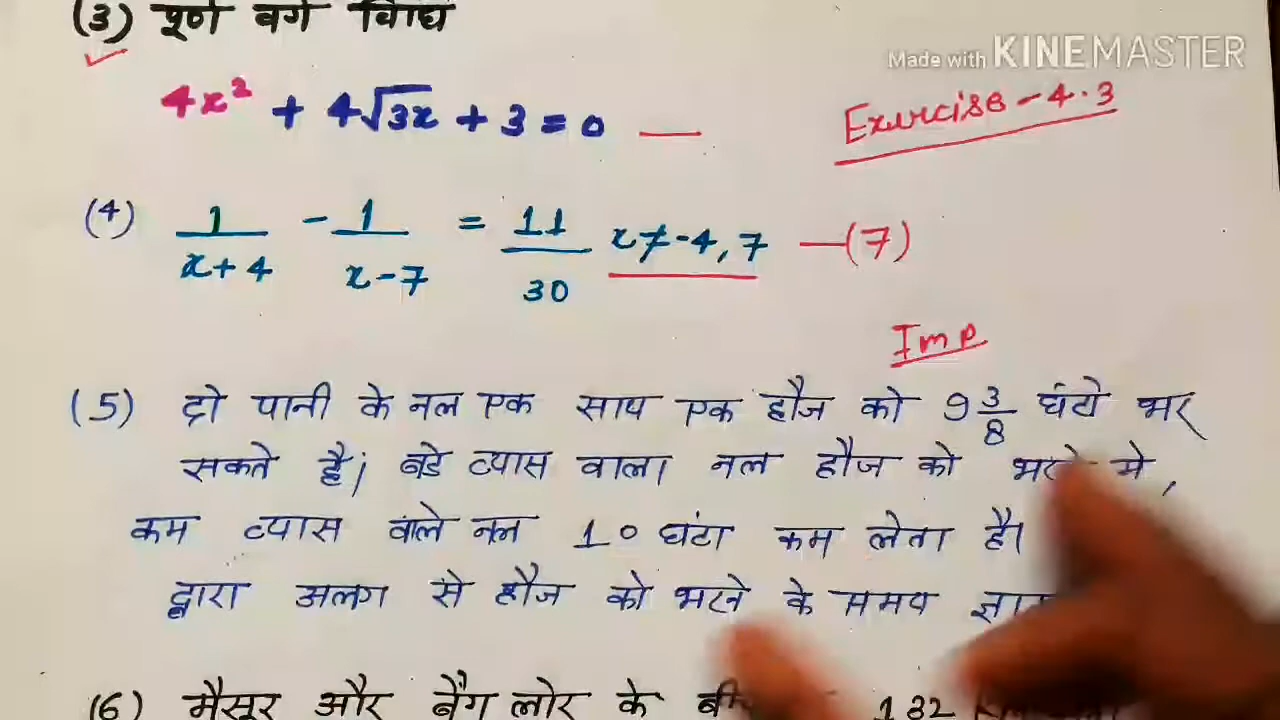 (3) पूर्ण वर्ग विधि
Made with KINEMASTER
4x² + 4√3x + 3 = 0 —
Exercise - 4.3
(4) 1/(x+4) - 1/(x-7) = 11/30 x ≠ -4, 7 —(7)
Imp
(5) दो पानी के नल एक साथ एक हौज को 9 3/8 घंटो भर
सकते है। बडे व्यास वाला नल हौज को भरने मे,
कम व्यास वाले नल 10 घंटा कम लेता है।
द्वारा अलग से हौज को भरने के समय
(6) मैसूर और बैंगलोर के 132